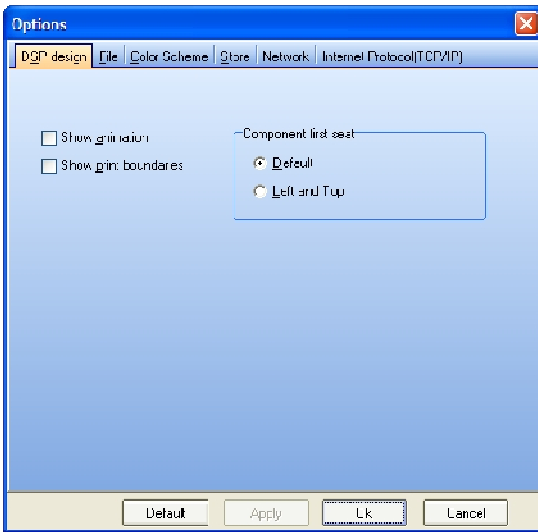 Options
DSP design File Color Scheme Store Network Internet Protocol(TCP/IP)
Show animation
Show print boundaries
Component first seat
Default
Left and Top
Default Apply Ok Cancel